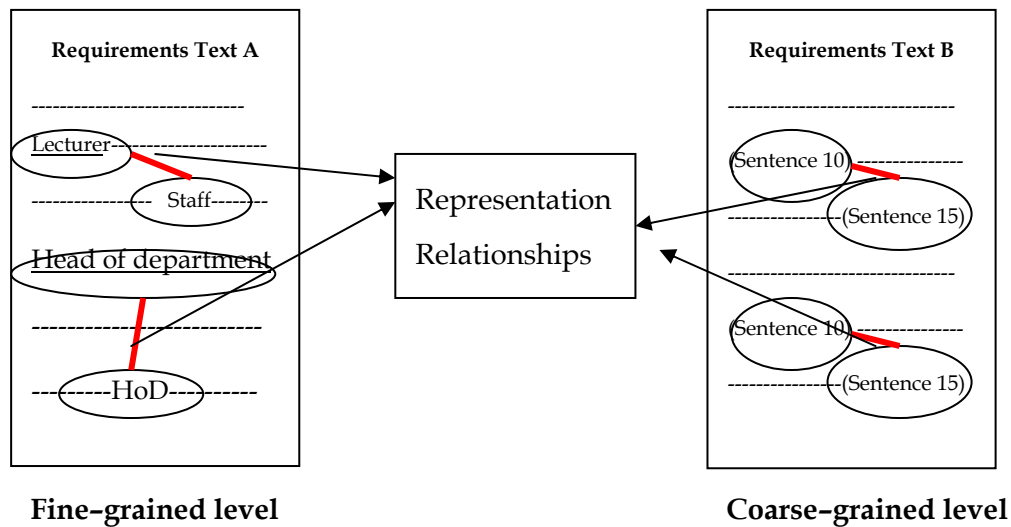 Requirements Text A
Lecturer
Staff
Head of department
HoD
Fine-grained level
Representation
Relationships
Requirements Text B
(Sentence 10)
(Sentence 15)
(Sentence 10)
(Sentence 15)
Coarse-grained level